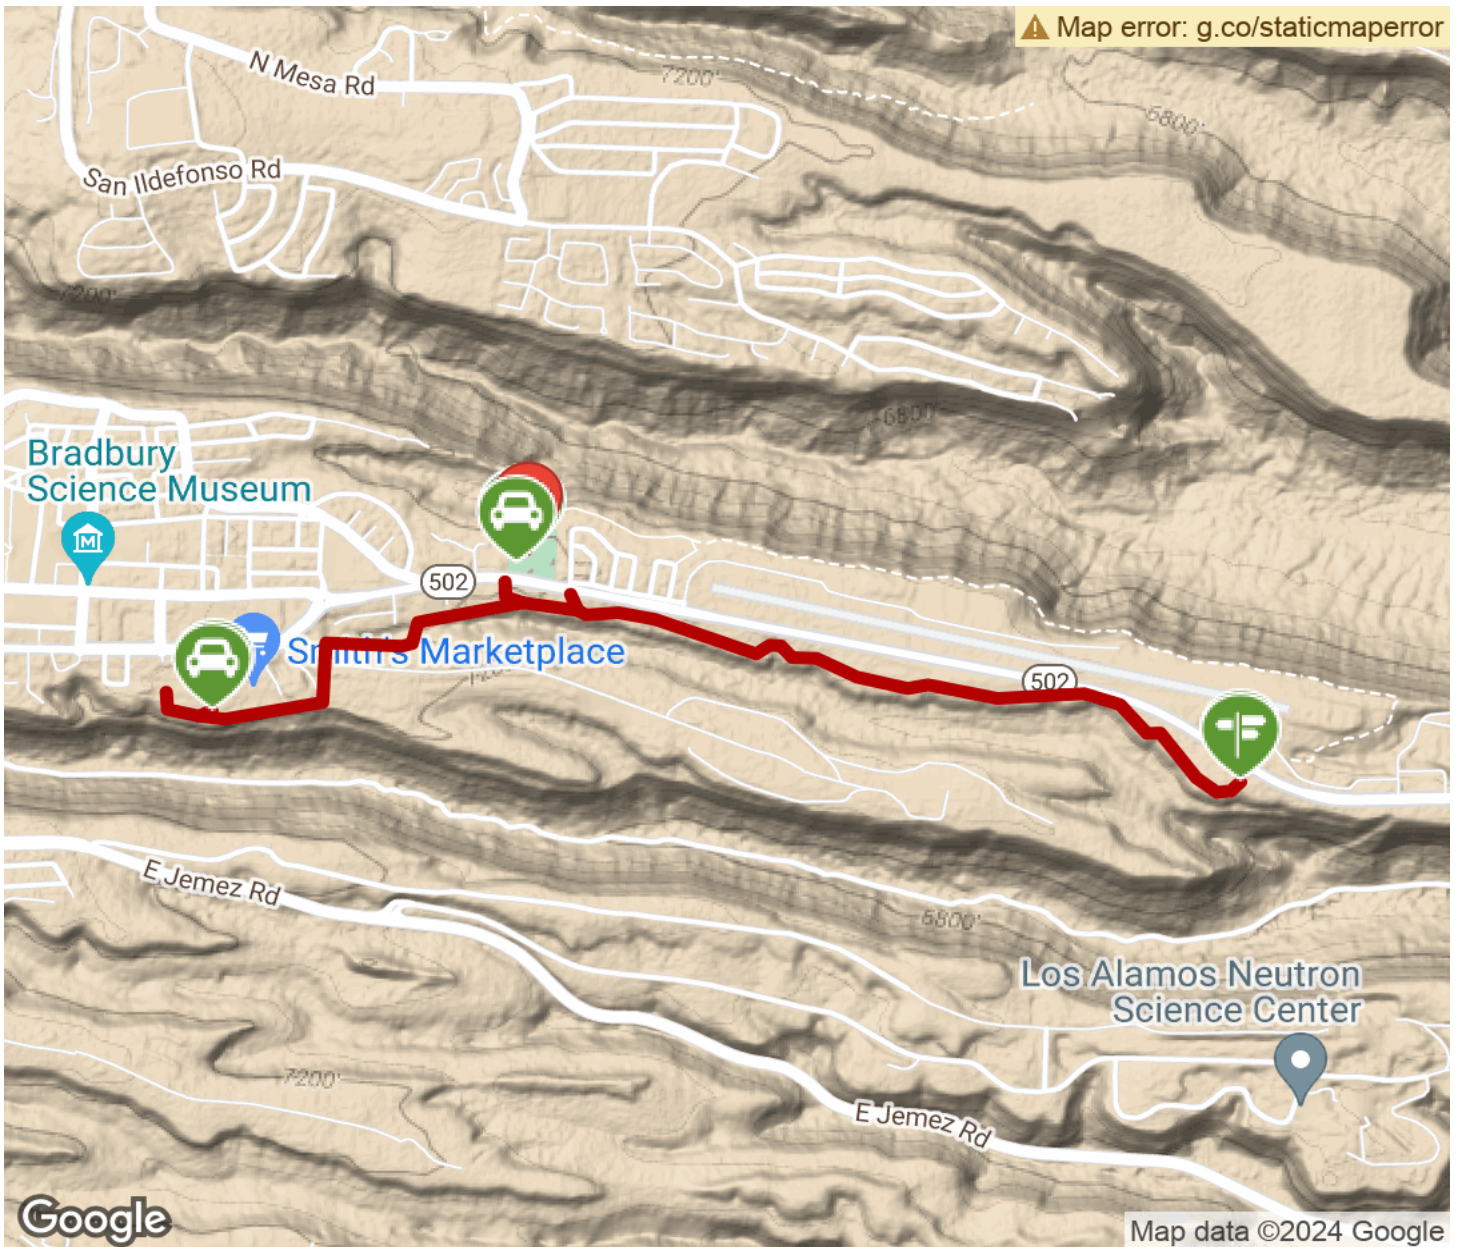 Map error: g.co/staticmaperror
N Mesa Rd
7200'
6800'
San Ildefonso Rd
7200'
6800'
Bradbury
Science Museum
M
502
Smith's Marketplace
502
E Jemez Rd
6800'
Los Alamos Neutron
Science Center
7200'
E Jemez Rd
Google
Map data ©2024 Google